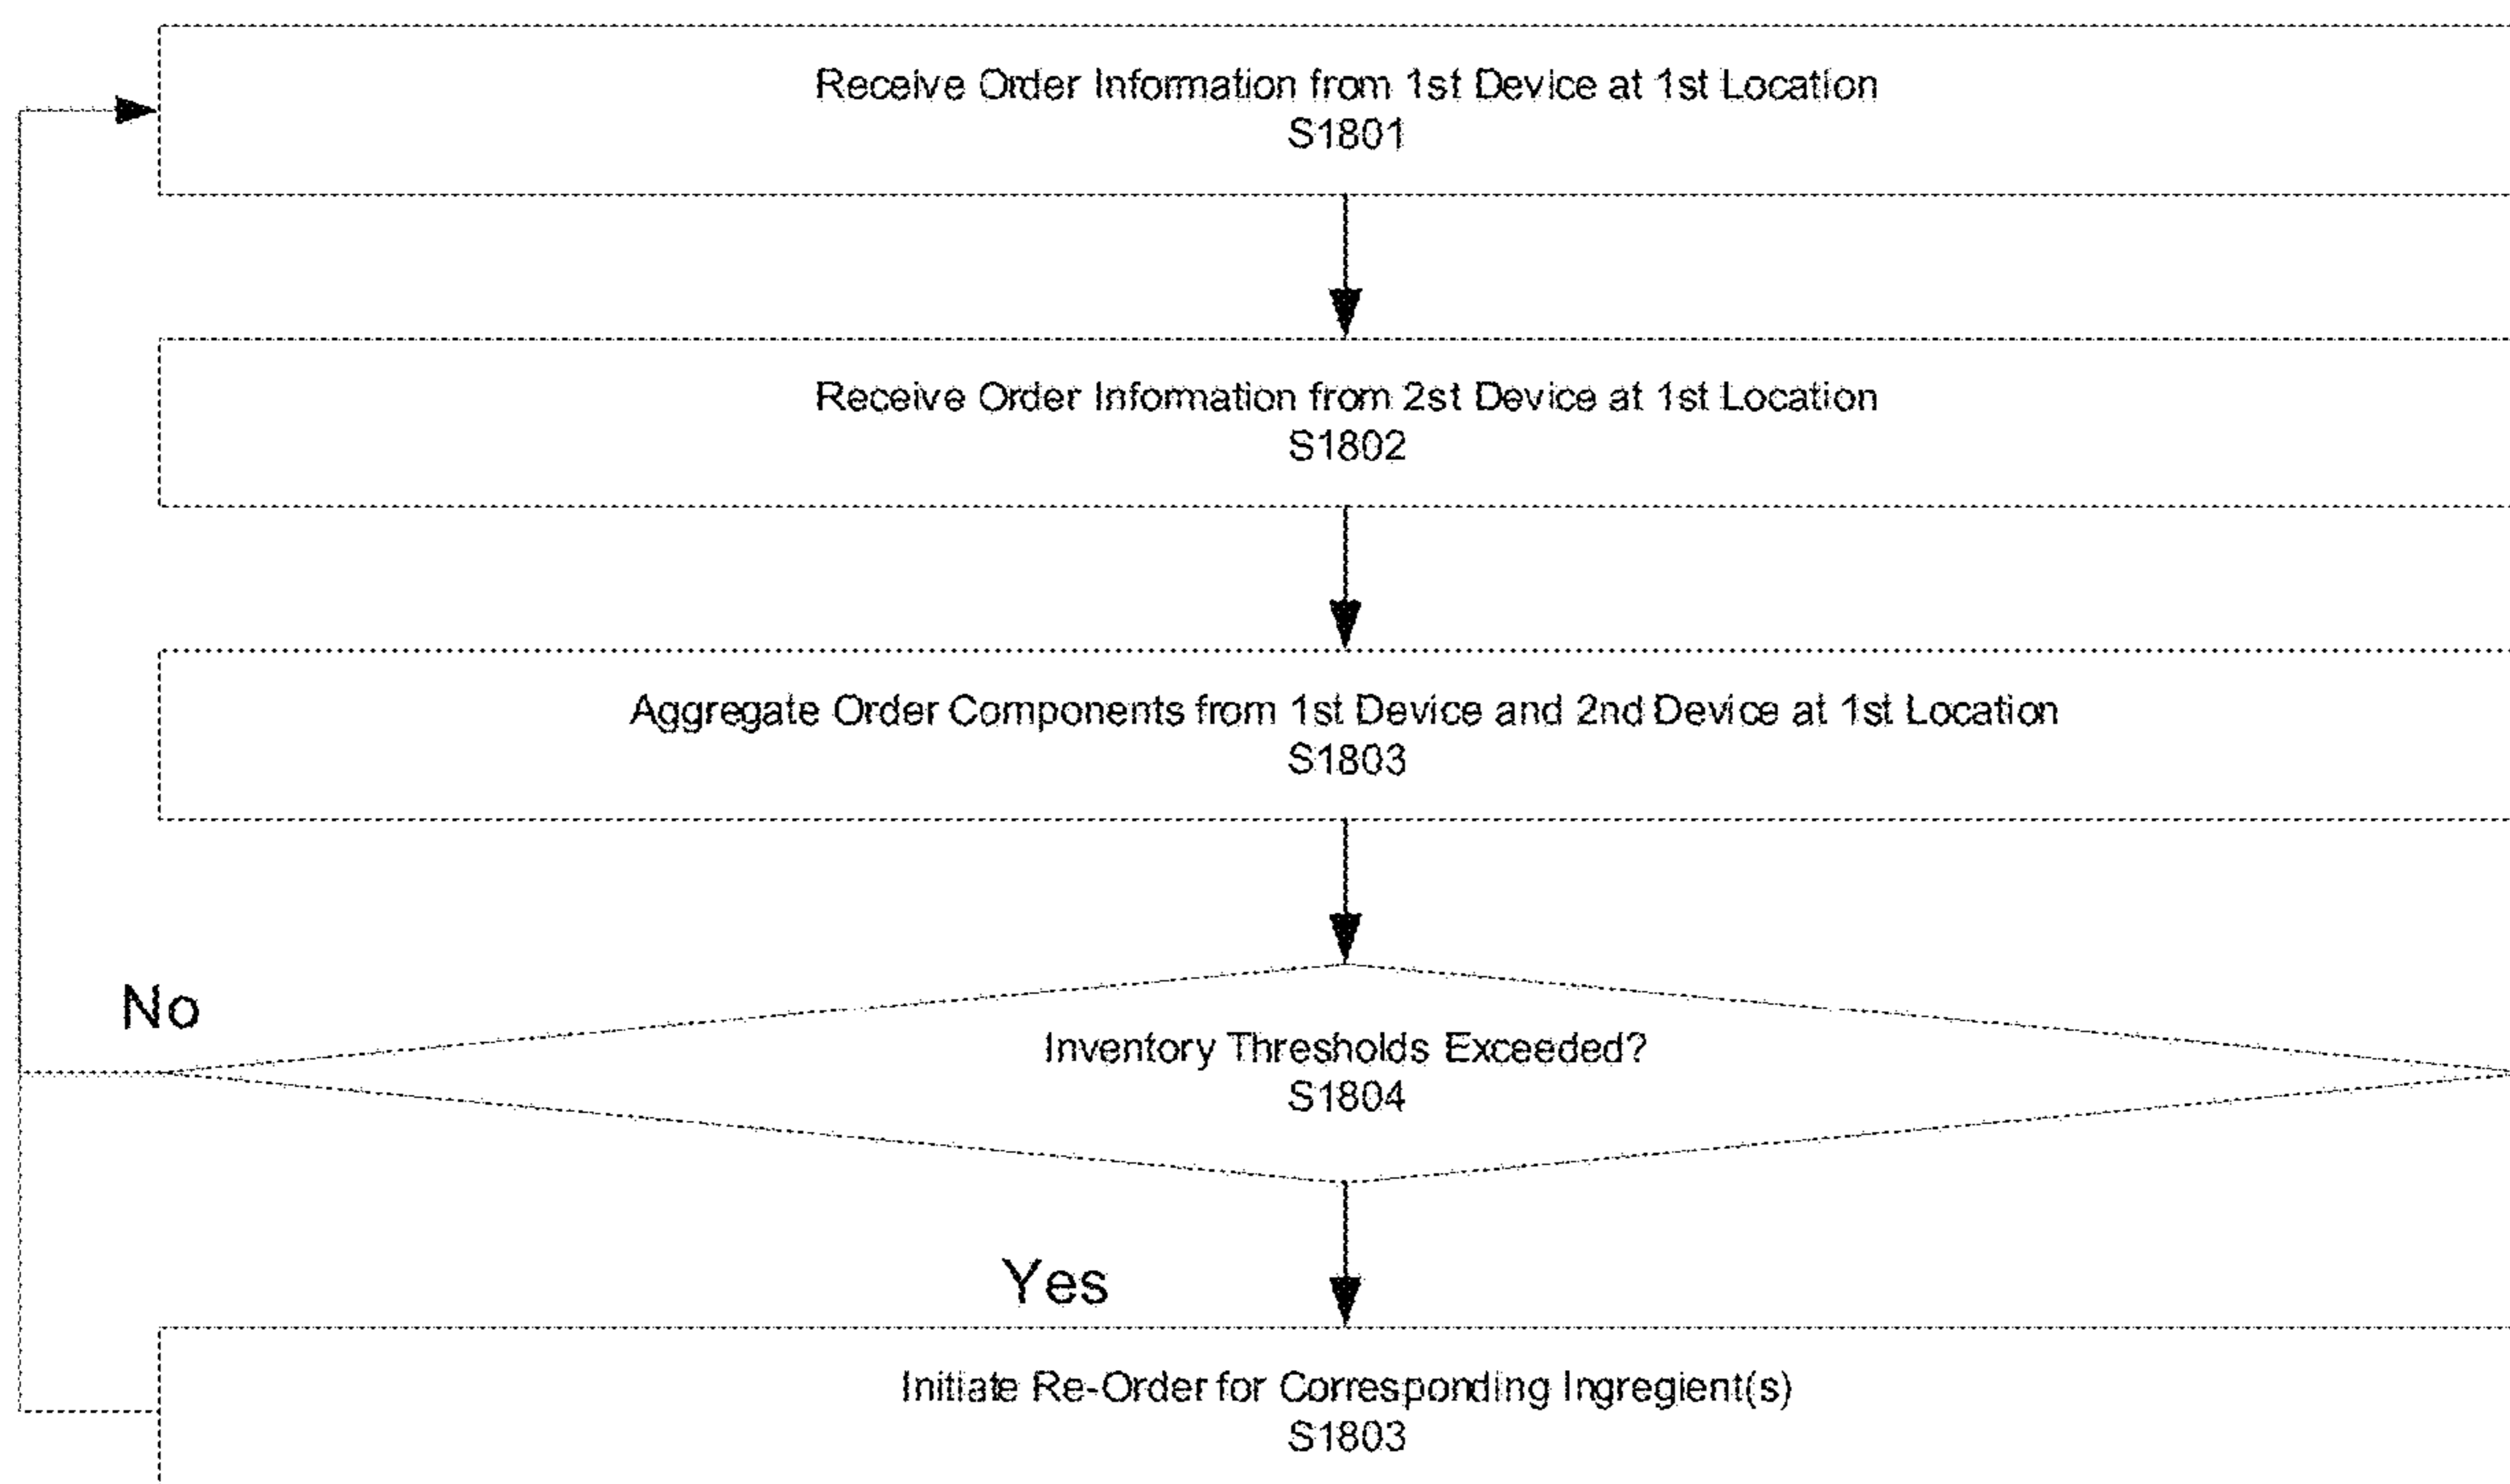 Receive Order Information from 1st Device at 1st Location
S1801
Receive Order Information from 2st Device at 1st Location
S1802
Aggregate Order Components from 1st Device and 2nd Device at 1st Location
S1803
No
Inventory Thresholds Exceeded?
S1804
Yes
Initiate Re-Order for Corresponding Ingregient(s)
S1803